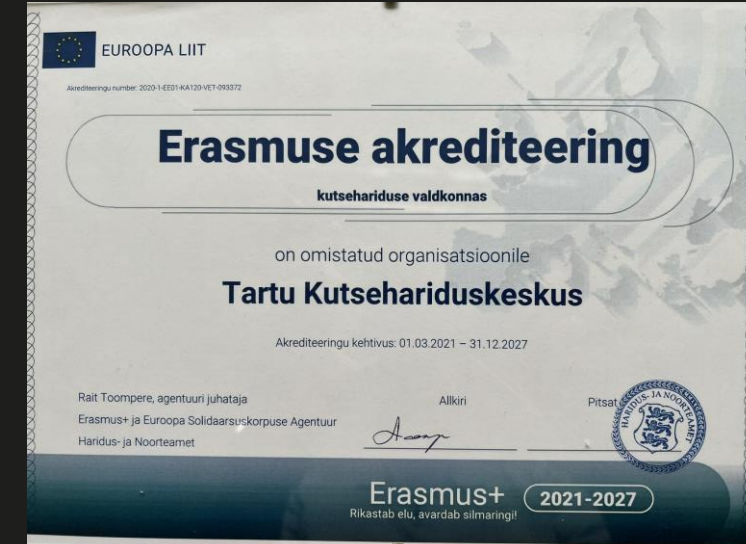 EUROOPA LIIT
Akrediteeringu number: 2020-1-EE01-KA120-VET-093372
Erasmuse akrediteering
kutsehariduse valdkonnas
on omistatud organisatsioonile
Tartu Kutsehariduskeskus
Akrediteeringu kehtivus: 01.03.2021 – 31.12.2027
Rait Toompere, agentuuri juhataja
Erasmus+ ja Euroopa Solidaarsuskorpuse Agentuur
Haridus- ja Noorteamet
Allkiri
Pitsat
HARIDUS- JA NOORTEAMET
Erasmus+
Rikastab elu, avardab silmaringi!
2021-2027